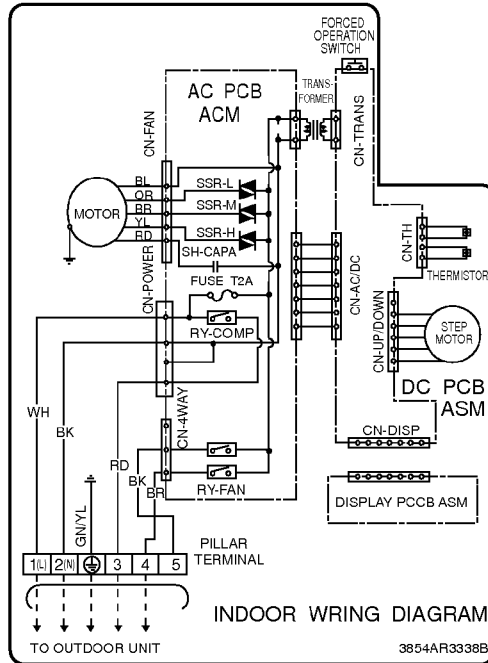 FORCED
OPERATION
SWITCH
AC PCB
ACM
TRANS-
FORMER
CN-TRANS
CN-FAN
BL
OR
BR
YL
RD
MOTOR
SSR-L
SSR-M
SSR-H
SH-CAPA
FUSE T2A
CN-POWER
RY-COMP
CN-AC/DC
CN-TH
THERMISTOR
CN-UP/DOWN
STEP
MOTOR
DC PCB
ASM
CN-4WAY
CN-DISP
WH
BK
GN/YL
RD
BK
BR
RY-FAN
DISPLAY PCCB ASM
PILLAR
TERMINAL
1(L) 2(N) 3 4 5
TO OUTDOOR UNIT
INDOOR WRING DIAGRAM
3854AR3338B